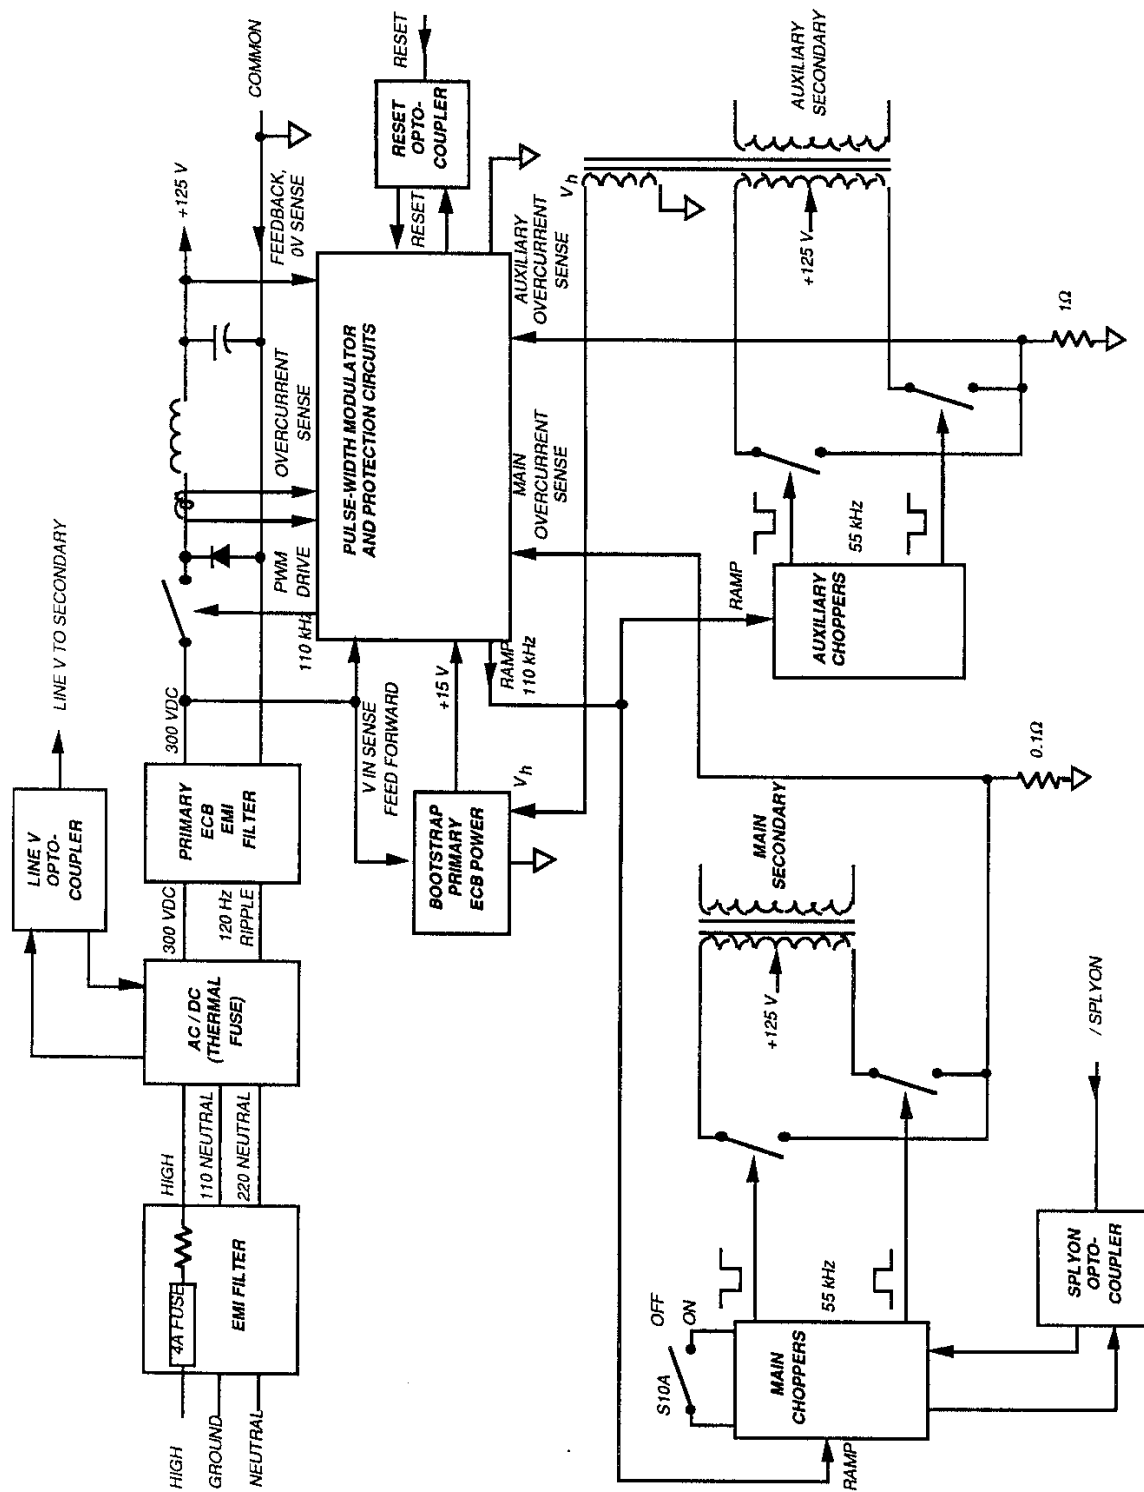 HIGH
GROUND
NEUTRAL
4A FUSE
EMI FILTER
HIGH
110 NEUTRAL
220 NEUTRAL
AC / DC
(THERMAL
FUSE)
LINE V
OPTO-
COUPLER
LINE V TO SECONDARY
300 VDC
120 Hz
RIPPLE
PRIMARY
ECB
EMI
FILTER
300 VDC
110 kHz
PWM
DRIVE
OVERCURRENT
SENSE
+125 V
FEEDBACK,
0V SENSE
COMMON
V IN SENSE
FEED FORWARD
BOOTSTRAP
PRIMARY
ECB POWER
+15 V
Vh
RAMP
110 kHz
PULSE-WIDTH MODULATOR
AND PROTECTION CIRCUITS
RESET
RESET
OPTO-
COUPLER
RESET
MAIN
OVERCURRENT
SENSE
AUXILIARY
OVERCURRENT
SENSE
Vh
S10A
OFF
ON
RAMP
MAIN
CHOPPERS
55 kHz
+125 V
MAIN
SECONDARY
0.1Ω
SPLYON
OPTO-
COUPLER
/ SPLYON
RAMP
AUXILIARY
CHOPPERS
55 kHz
+125 V
AUXILIARY
SECONDARY
1Ω